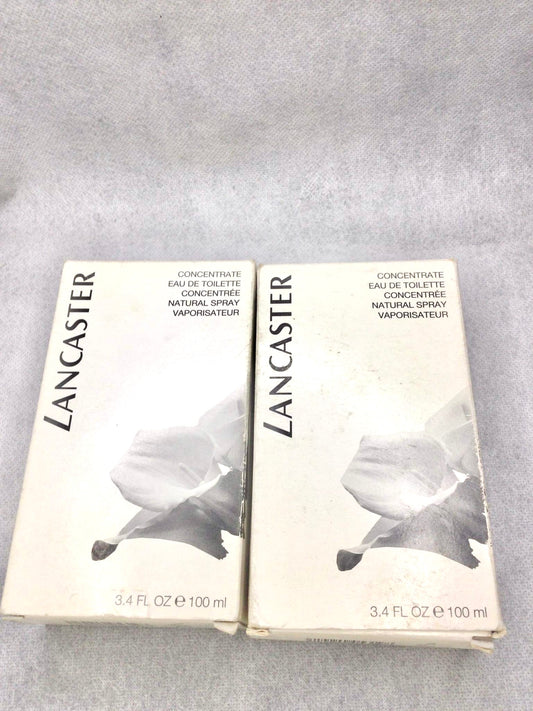 LANCASTER
CONCENTRATE
EAU DE TOILETTE
CONCENTRÉE
NATURAL SPRAY
VAPORISATEUR
3.4 FL OZ e 100 ml
LANCASTER
CONCENTRATE
EAU DE TOILETTE
CONCENTRÉE
NATURAL SPRAY
VAPORISATEUR
3.4 FL OZ e 100 ml